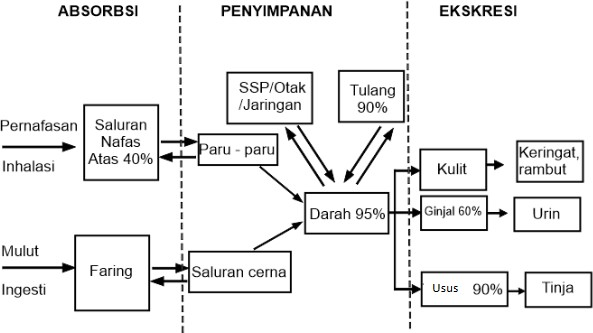 ABSORBSI
PENYIMPANAN
EKSKRESI
Pernafasan
Inhalasi
Saluran
Nafas
Atas 40%
Paru - paru
SSP/Otak
/Jaringan
Tulang
90%
Darah 95%
Kulit
Keringat,
rambut
Ginjal 60%
Urin
Mulut
Ingesti
Faring
Saluran cerna
Usus 90%
Tinja